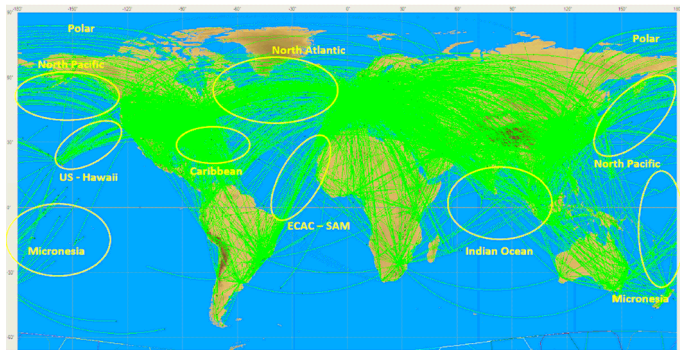 Polar
Polar
North Atlantic
North Pacific
US - Hawaii
Caribbean
North Pacific
ECAC – SAM
Micronesia
Indian Ocean
Micronesia